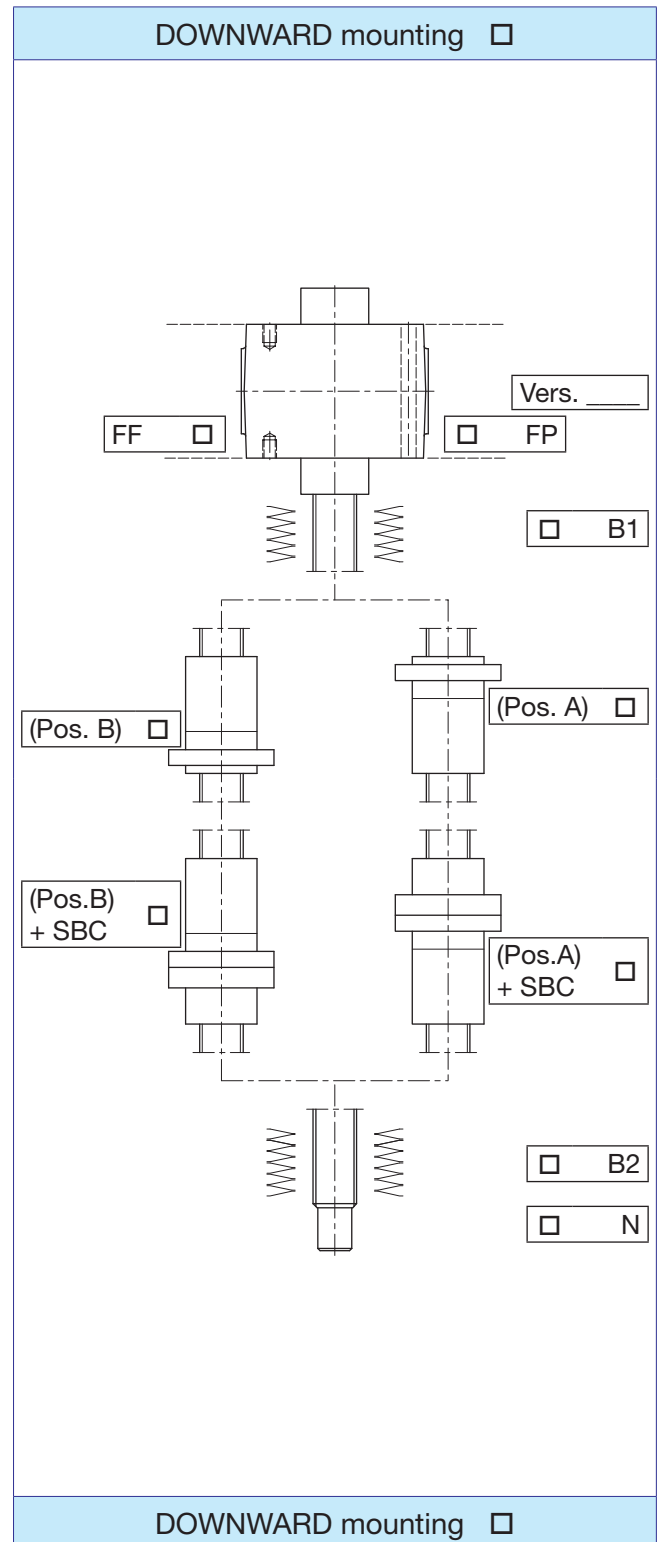 DOWNWARD mounting ☐
Vers. ____
FF ☐
☐ FP
☐ B1
(Pos. B) ☐
(Pos. A) ☐
(Pos.B)
+ SBC ☐
(Pos.A)
+ SBC ☐
☐ B2
☐ N
DOWNWARD mounting ☐